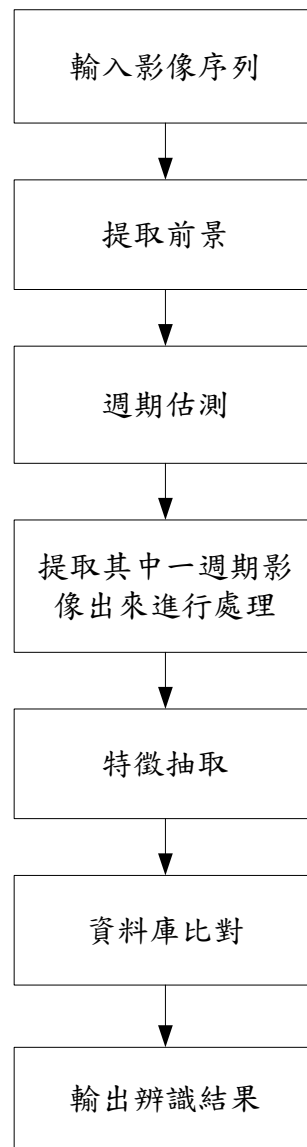 輸入影像序列
提取前景
週期估測
提取其中一週期影
像出來進行處理
特徵抽取
資料庫比對
輸出辨識結果